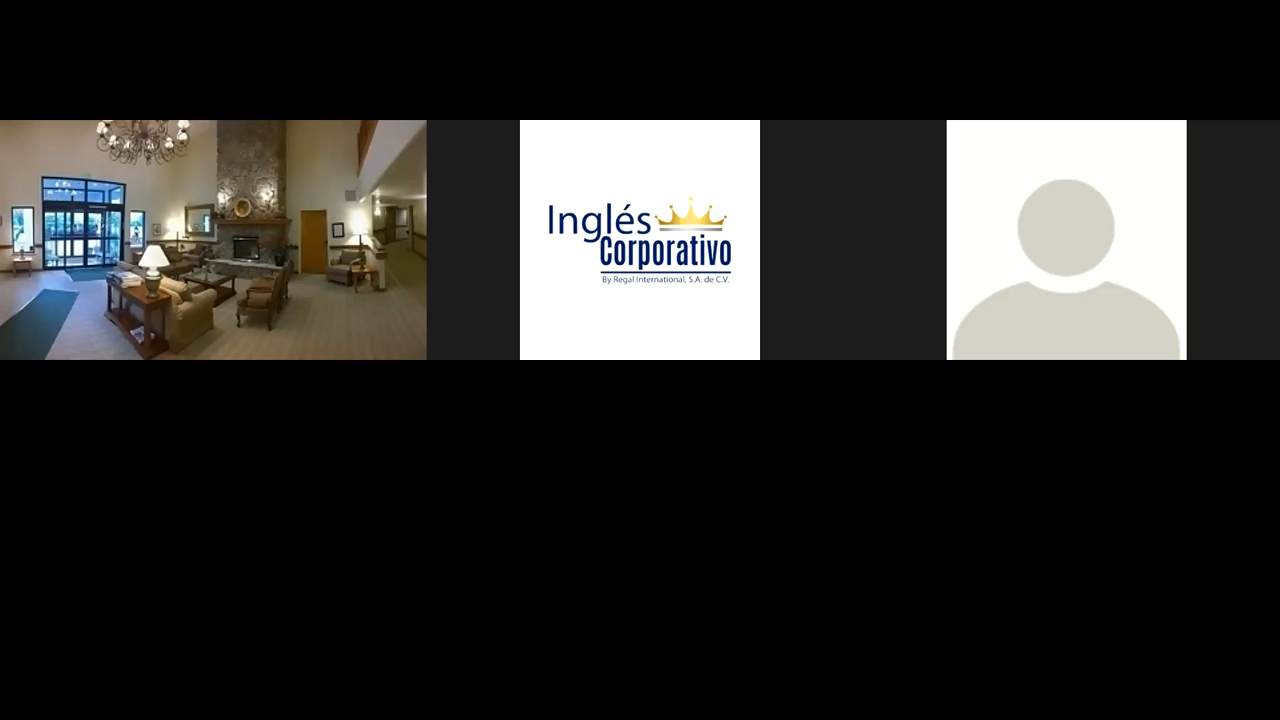 Inglés
Corporativo
By Regal International, S.A. de C.V.